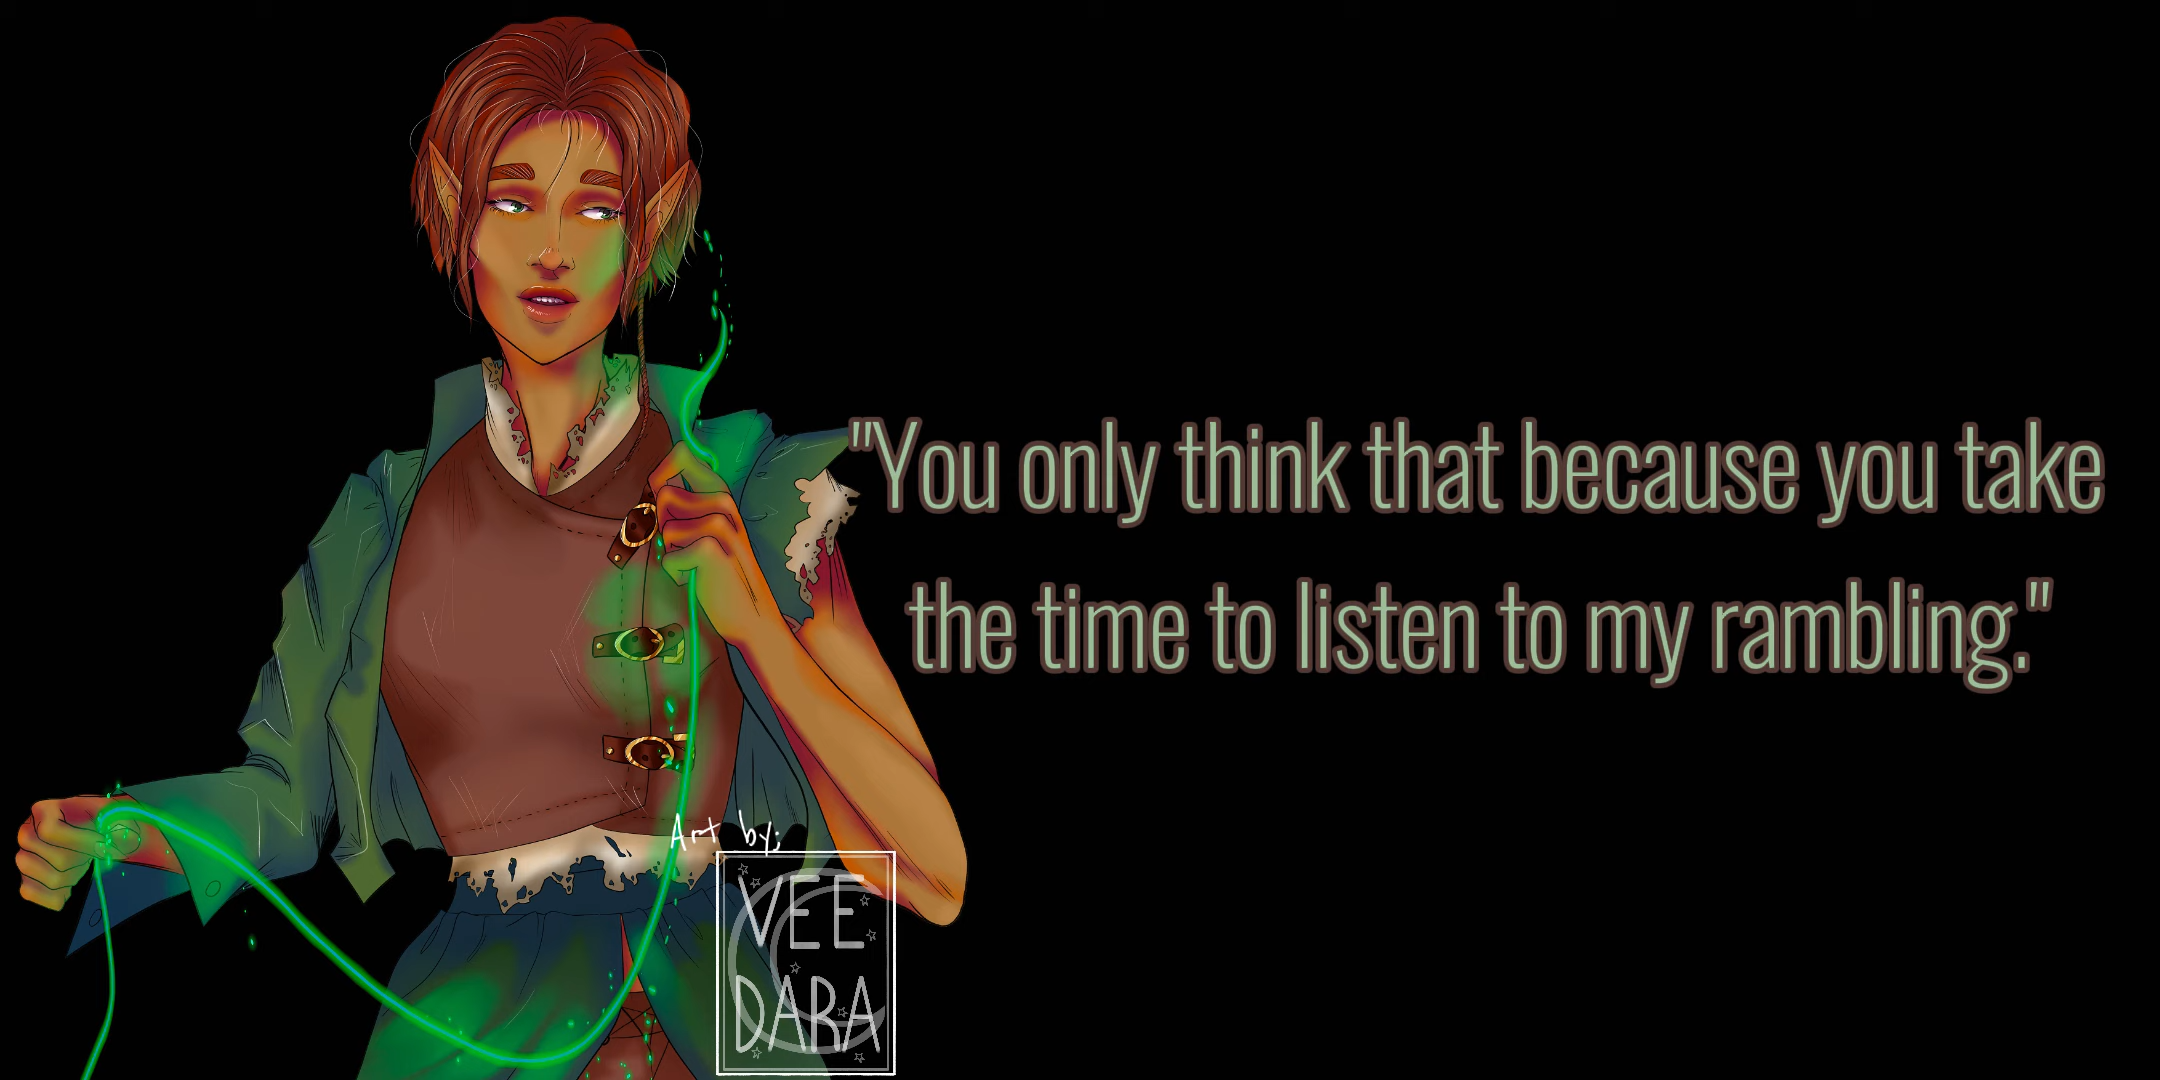 "You only think that because you take
the time to listen to my rambling."
Art by;
VEE
DARA